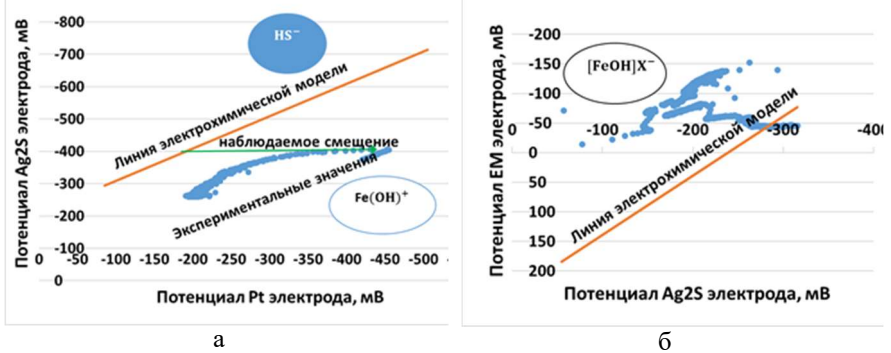 -800
-700
-600
-500
-400
-300
-200
-100
0
Потенциал Ag2S электрода, мВ
HS⁻
Линия электрохимической модели
наблюдаемое смещение
Экспериментальные значения
Fe(OH)⁺
0 -50 -100 -150 -200 -250 -300 -350 -400 -450 -500
Потенциал Pt электрода, мВ
а
-200
-150
-100
-50
0
50
100
150
200
Потенциал EM электрода, мВ
[FeOH]X⁻
Линия электрохимической модели
0 -100 -200 -300 -400
Потенциал Ag2S электрода, мВ
б